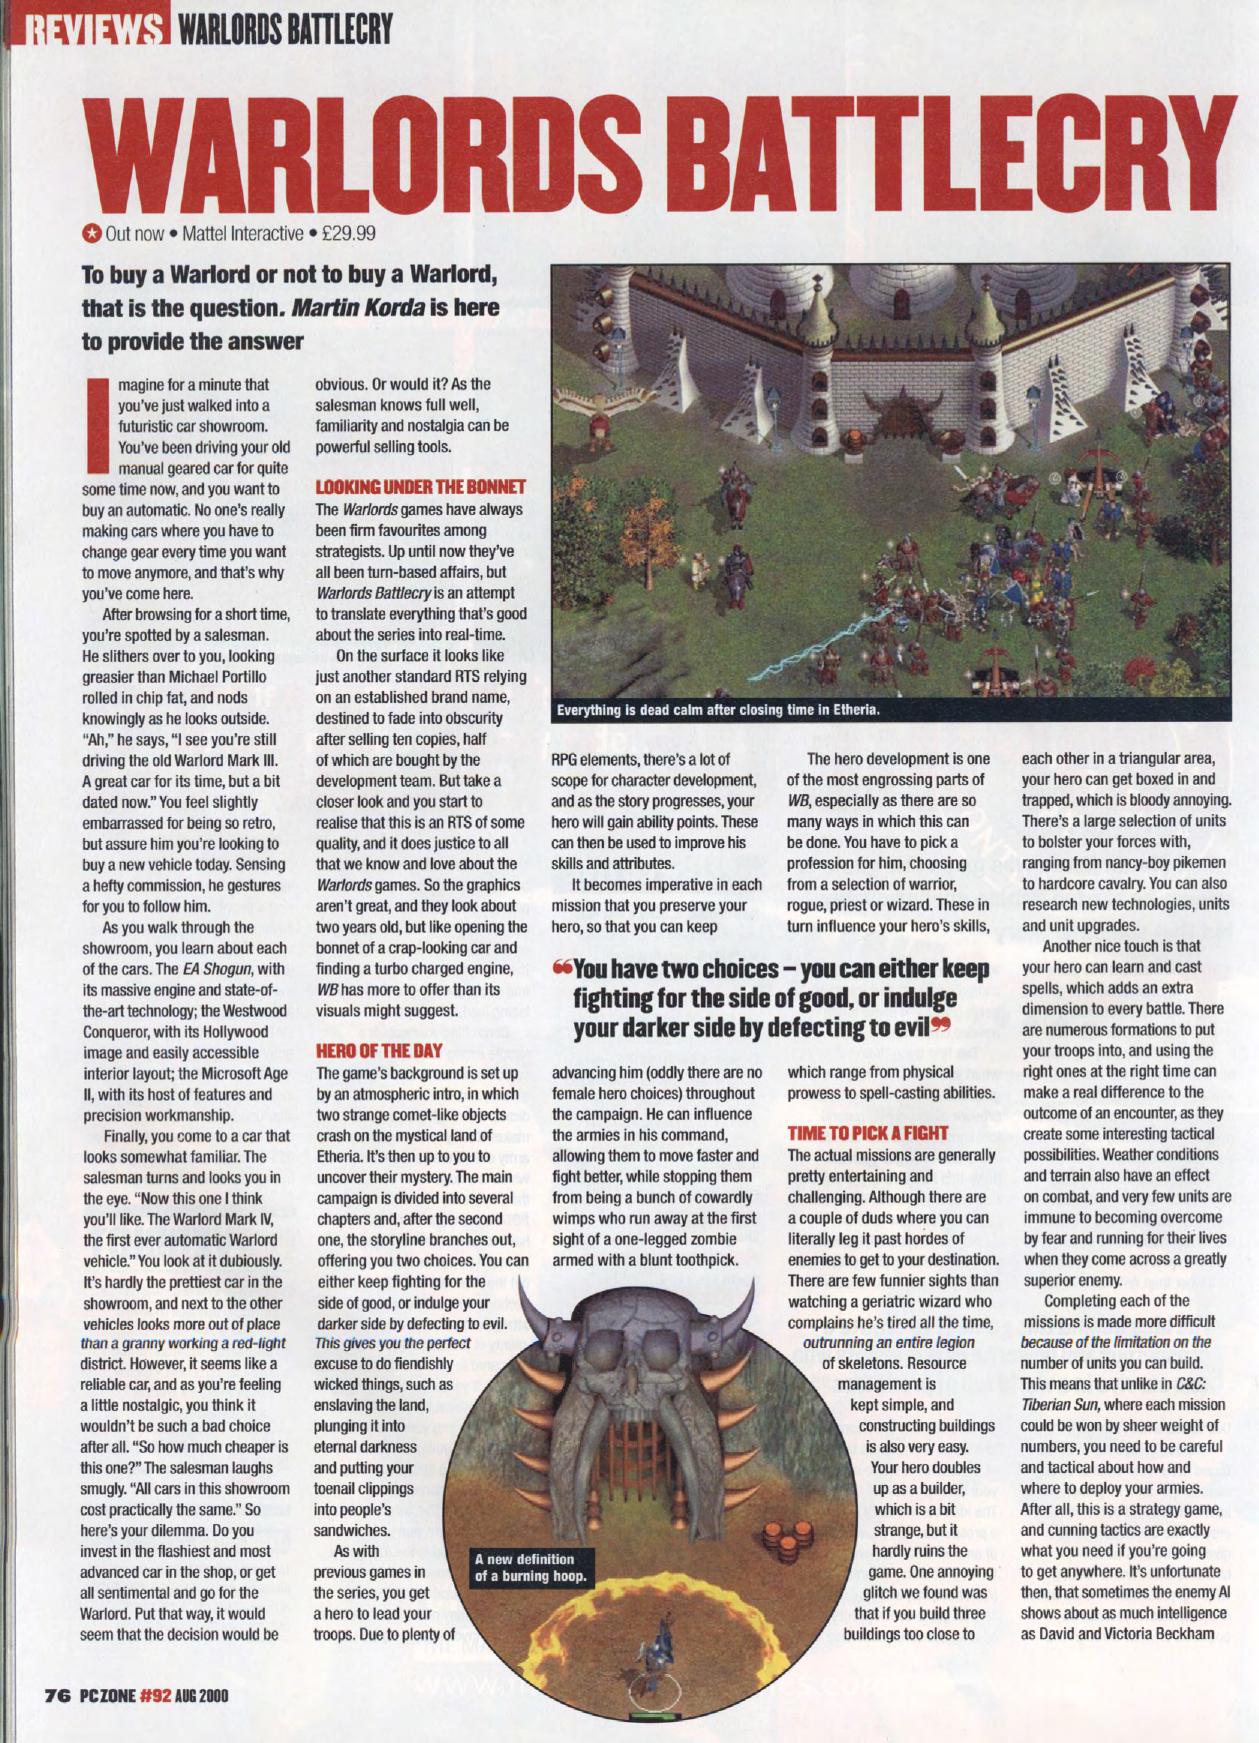 REVIEWS WARLORDS BATTLECRY
WARLORDS BATTLECRY
Out now • Mattel Interactive • £29.99
To buy a Warlord or not to buy a Warlord,
that is the question. Martin Korda is here
to provide the answer
Imagine for a minute that
you've just walked into a
futuristic car showroom.
You've been driving your old
manual geared car for quite
some time now, and you want to
buy an automatic. No one's really
making cars where you have to
change gear every time you want
to move anymore, and that's why
you've come here.
After browsing for a short time,
you're spotted by a salesman.
He slithers over to you, looking
greasier than Michael Portillo
rolled in chip fat, and nods
knowingly as he looks outside.
“Ah,” he says, “I see you're still
driving the old Warlord Mark III.
A great car for its time, but a bit
dated now.” You feel slightly
embarrassed for being so retro,
but assure him you're looking to
buy a new vehicle today. Sensing
a hefty commission, he gestures
for you to follow him.
As you walk through the
showroom, you learn about each
of the cars. The EA Shogun, with
its massive engine and state-of-
the-art technology; the Westwood
Conqueror, with its Hollywood
image and easily accessible
interior layout; the Microsoft Age
II, with its host of features and
precision workmanship.
Finally, you come to a car that
looks somewhat familiar. The
salesman turns and looks you in
the eye. “Now this one I think
you'll like. The Warlord Mark IV,
the first ever automatic Warlord
vehicle.” You look at it dubiously.
It's hardly the prettiest car in the
showroom, and next to the other
vehicles looks more out of place
than a granny working a red-light
district. However, it seems like a
reliable car, and as you're feeling
a little nostalgic, you think it
wouldn't be such a bad choice
after all. “So how much cheaper is
this one?” The salesman laughs
smugly. “All cars in this showroom
cost practically the same.” So
here's your dilemma. Do you
invest in the flashiest and most
advanced car in the shop, or get
all sentimental and go for the
Warlord. Put that way, it would
seem that the decision would be
obvious. Or would it? As the
salesman knows full well,
familiarity and nostalgia can be
powerful selling tools.
LOOKING UNDER THE BONNET
The Warlords games have always
been firm favourites among
strategists. Up until now they've
all been turn-based affairs, but
Warlords Battlecry is an attempt
to translate everything that's good
about the series into real-time.
On the surface it looks like
just another standard RTS relying
on an established brand name,
destined to fade into obscurity
after selling ten copies, half
of which are bought by the
development team. But take a
closer look and you start to
realise that this is an RTS of some
quality, and it does justice to all
that we know and love about the
Warlords games. So the graphics
aren't great, and they look about
two years old, but like opening the
bonnet of a crap-looking car and
finding a turbo charged engine,
WB has more to offer than its
visuals might suggest.
HERO OF THE DAY
The game's background is set up
by an atmospheric intro, in which
two strange comet-like objects
crash on the mystical land of
Etheria. It's then up to you to
uncover their mystery. The main
campaign is divided into several
chapters and, after the second
one, the storyline branches out,
offering you two choices. You can
either keep fighting for the
side of good, or indulge your
darker side by defecting to evil.
This gives you the perfect
excuse to do fiendishly
wicked things, such as
enslaving the land,
plunging it into
eternal darkness
and putting your
toenail clippings
into people's
sandwiches.
As with
previous games in
the series, you get
a hero to lead your
troops. Due to plenty of
Everything is dead calm after closing time in Etheria.
RPG elements, there's a lot of
scope for character development,
and as the story progresses, your
hero will gain ability points. These
can then be used to improve his
skills and attributes.
It becomes imperative in each
mission that you preserve your
hero, so that you can keep
“You have two choices – you can either keep
fighting for the side of good, or indulge
your darker side by defecting to evil”
advancing him (oddly there are no
female hero choices) throughout
the campaign. He can influence
the armies in his command,
allowing them to move faster and
fight better, while stopping them
from being a bunch of cowardly
wimps who run away at the first
sight of a one-legged zombie
armed with a blunt toothpick.
A new definition
of a burning hoop.
The hero development is one
of the most engrossing parts of
WB, especially as there are so
many ways in which this can
be done. You have to pick a
profession for him, choosing
from a selection of warrior,
rogue, priest or wizard. These in
turn influence your hero's skills,
which range from physical
prowess to spell-casting abilities.
TIME TO PICK A FIGHT
The actual missions are generally
pretty entertaining and
challenging. Although there are
a couple of duds where you can
literally leg it past hordes of
enemies to get to your destination.
There are few funnier sights than
watching a geriatric wizard who
complains he's tired all the time,
outrunning an entire legion
of skeletons. Resource
management is
kept simple, and
constructing buildings
is also very easy.
Your hero doubles
up as a builder,
which is a bit
strange, but it
hardly ruins the
game. One annoying
glitch we found was
that if you build three
buildings too close to
each other in a triangular area,
your hero can get boxed in and
trapped, which is bloody annoying.
There's a large selection of units
to bolster your forces with,
ranging from nancy-boy pikemen
to hardcore cavalry. You can also
research new technologies, units
and unit upgrades.
Another nice touch is that
your hero can learn and cast
spells, which adds an extra
dimension to every battle. There
are numerous formations to put
your troops into, and using the
right ones at the right time can
make a real difference to the
outcome of an encounter, as they
create some interesting tactical
possibilities. Weather conditions
and terrain also have an effect
on combat, and very few units are
immune to becoming overcome
by fear and running for their lives
when they come across a greatly
superior enemy.
Completing each of the
missions is made more difficult
because of the limitation on the
number of units you can build.
This means that unlike in C&C:
Tiberian Sun, where each mission
could be won by sheer weight of
numbers, you need to be careful
and tactical about how and
where to deploy your armies.
After all, this is a strategy game,
and cunning tactics are exactly
what you need if you're going
to get anywhere. It's unfortunate
then, that sometimes the enemy AI
shows about as much intelligence
as David and Victoria Beckham
76 PCZONE #92 AUG 2000